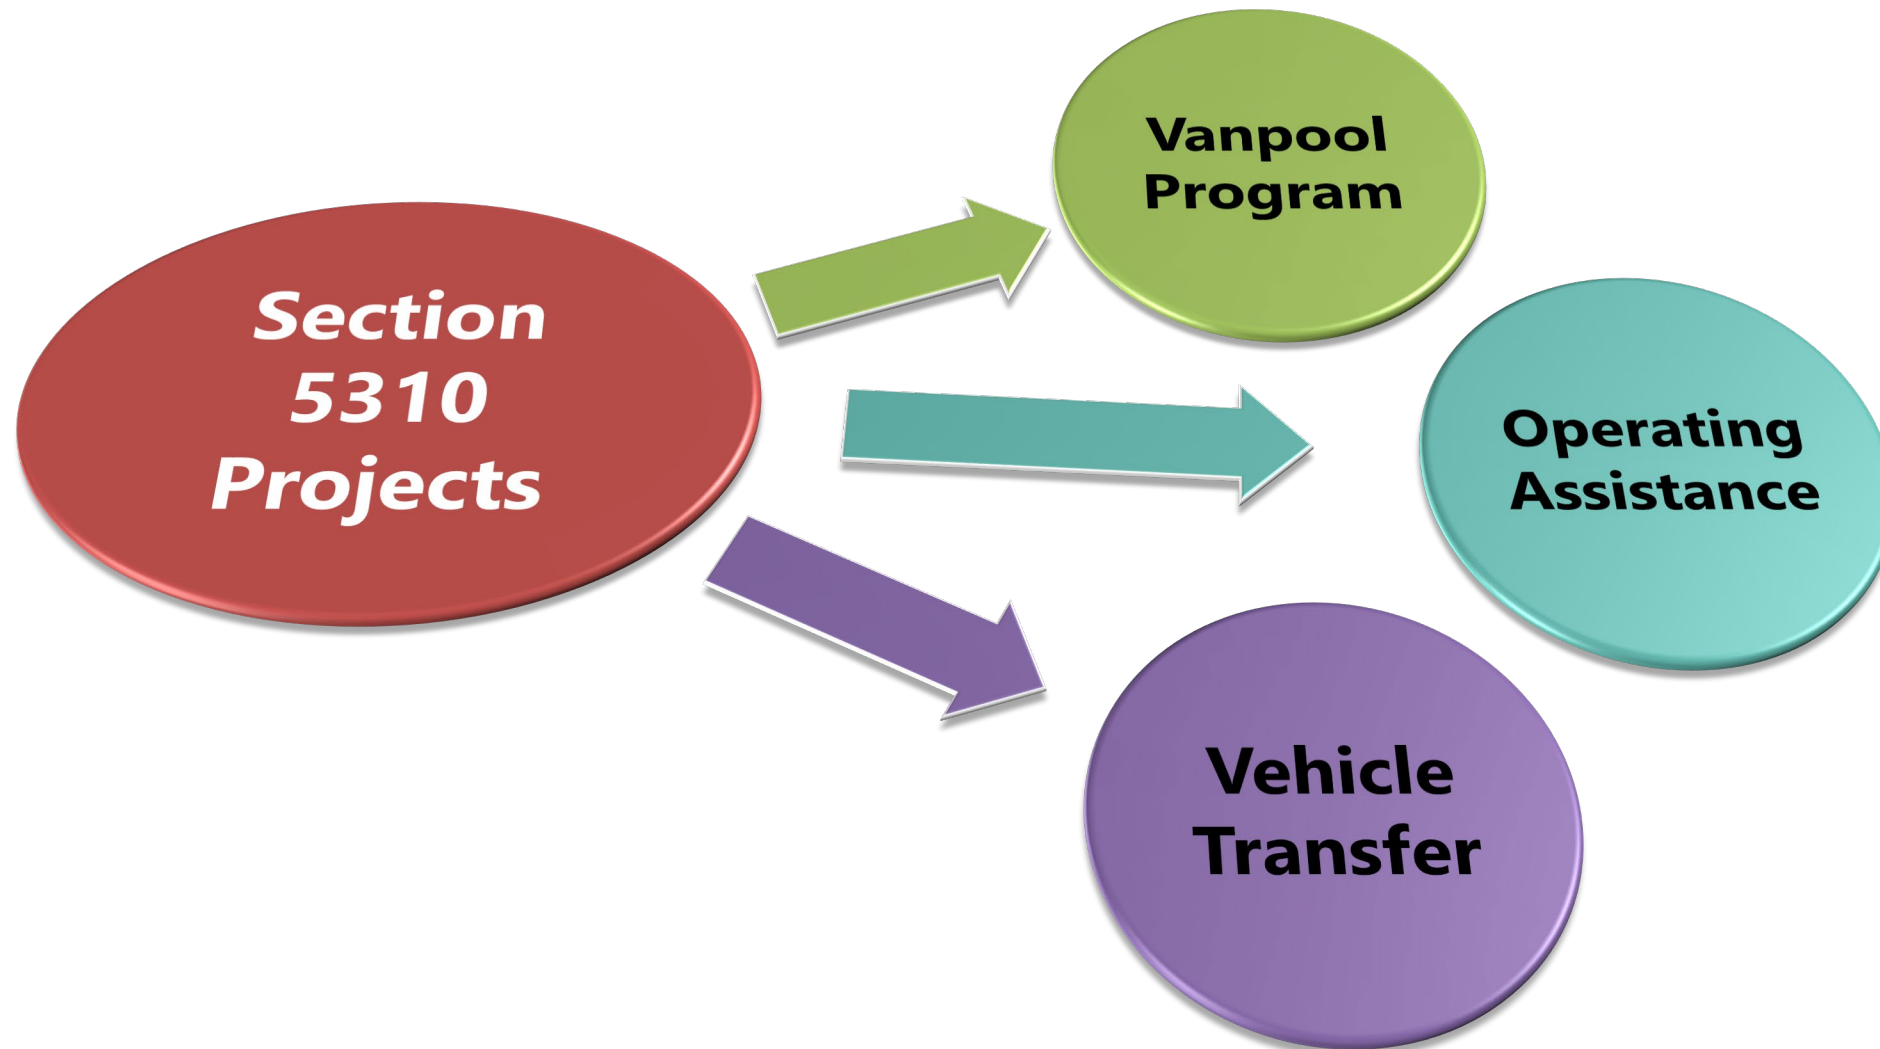 Section
5310
Projects
Vanpool
Program
Operating
Assistance
Vehicle
Transfer